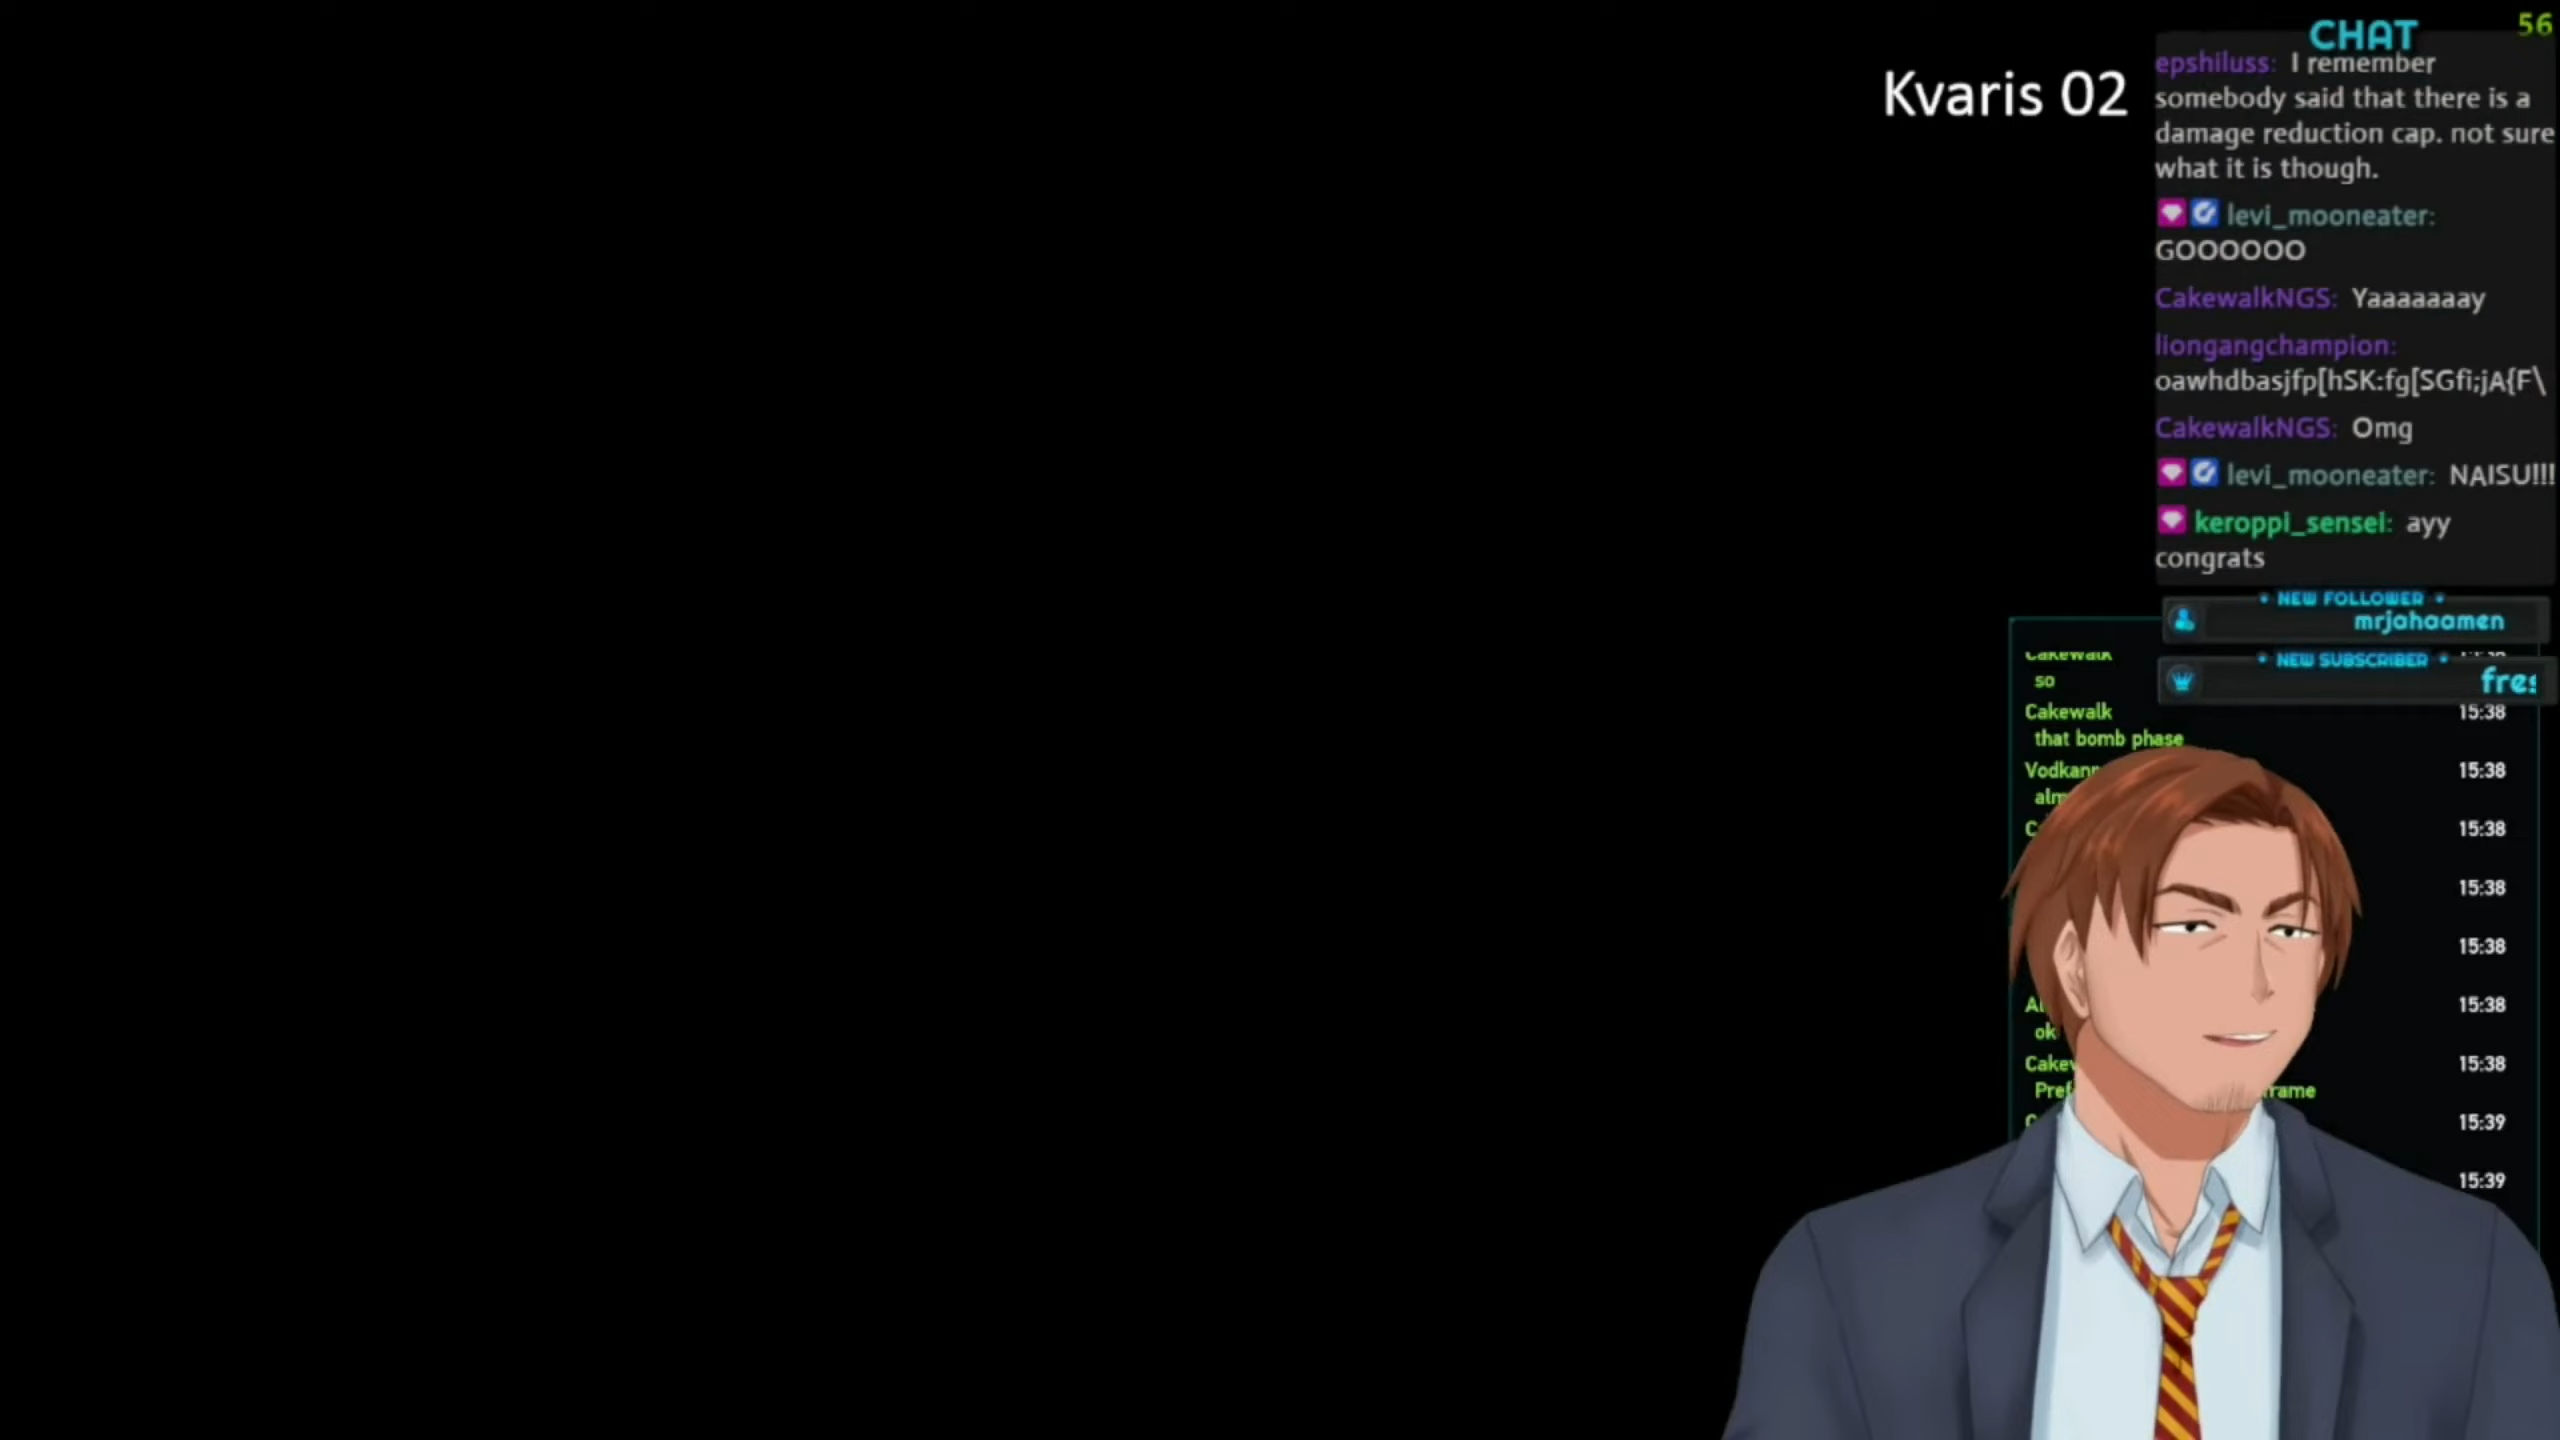 56
CHAT
Kvaris 02
epshiluss: I remember
somebody said that there is a
damage reduction cap. not sure
what it is though.
levi_mooneater:
GOOOOOO
CakewalkNGS: Yaaaaaaay
liongangchampion:
oawhdbasjfp[hSK:fg[SGfi;jA{F\
CakewalkNGS: Omg
levi_mooneater: NAISU!!!
keroppi_sensei: ayy
congrats
NEW FOLLOWER
mrjahaamen
NEW SUBSCRIBER
Cakewalk
so
Cakewalk 15:38
that bomb phase
15:38
15:38
15:38
15:38
15:38
ok
15:38
15:39
15:39